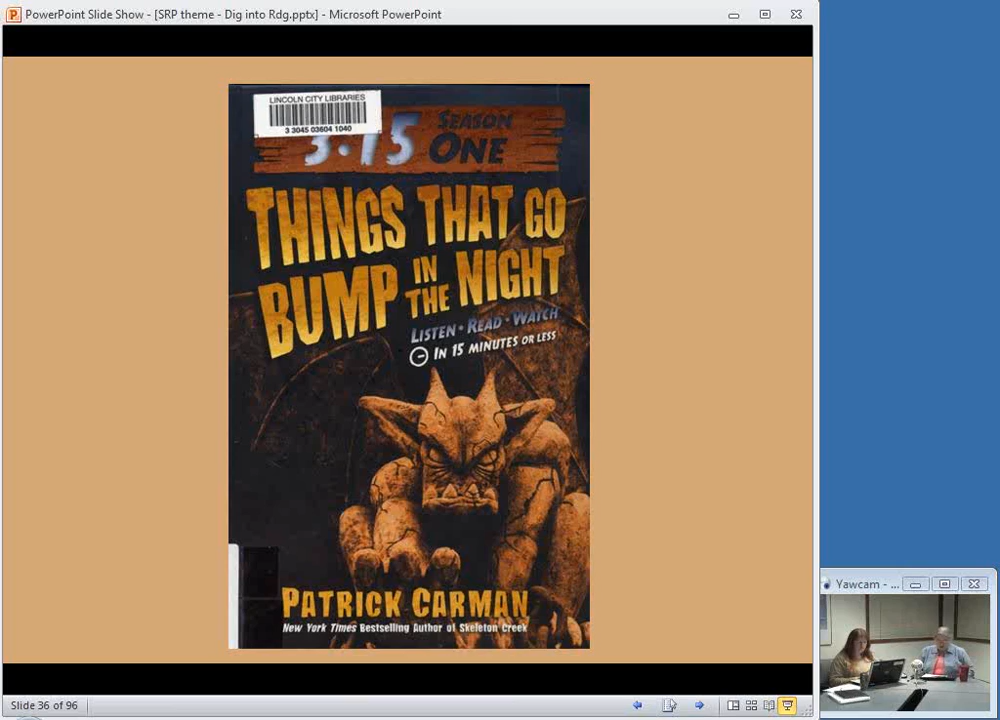 PowerPoint Slide Show - [SRP theme - Dig into Rdg.pptx] - Microsoft PowerPoint
LINCOLN CITY LIBRARIES
3 3045 03604 1040
3:15 SEASON
ONE
THINGS THAT GO
BUMP IN THE NIGHT
LISTEN • READ • WATCH
IN 15 MINUTES OR LESS
PATRICK CARMAN
New York Times Bestselling Author of Skeleton Creek
Yawcam - ...
Slide 36 of 96